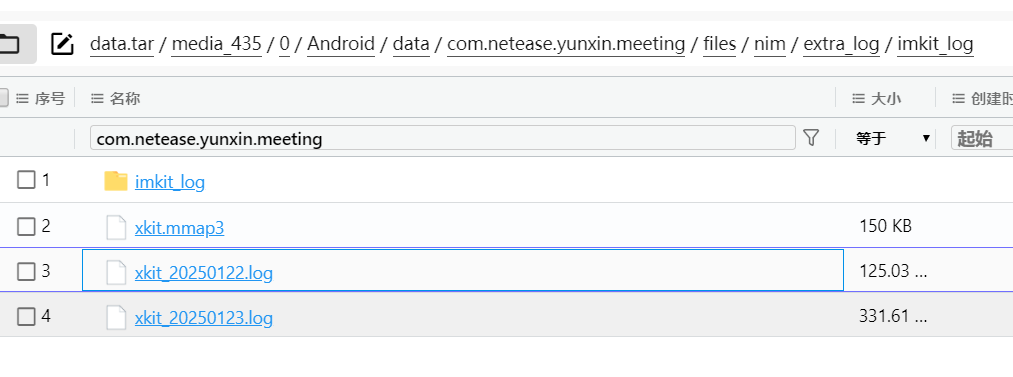 data.tar / media_435 / 0 / Android / data / com.netease.yunxin.meeting / files / nim / extra_log / imkit_log
序号 名称 大小 创建时
com.netease.yunxin.meeting 等于 起始
1 imkit_log
2 xkit.mmap3 150 KB
3 xkit_20250122.log 125.03 ...
4 xkit_20250123.log 331.61 ...